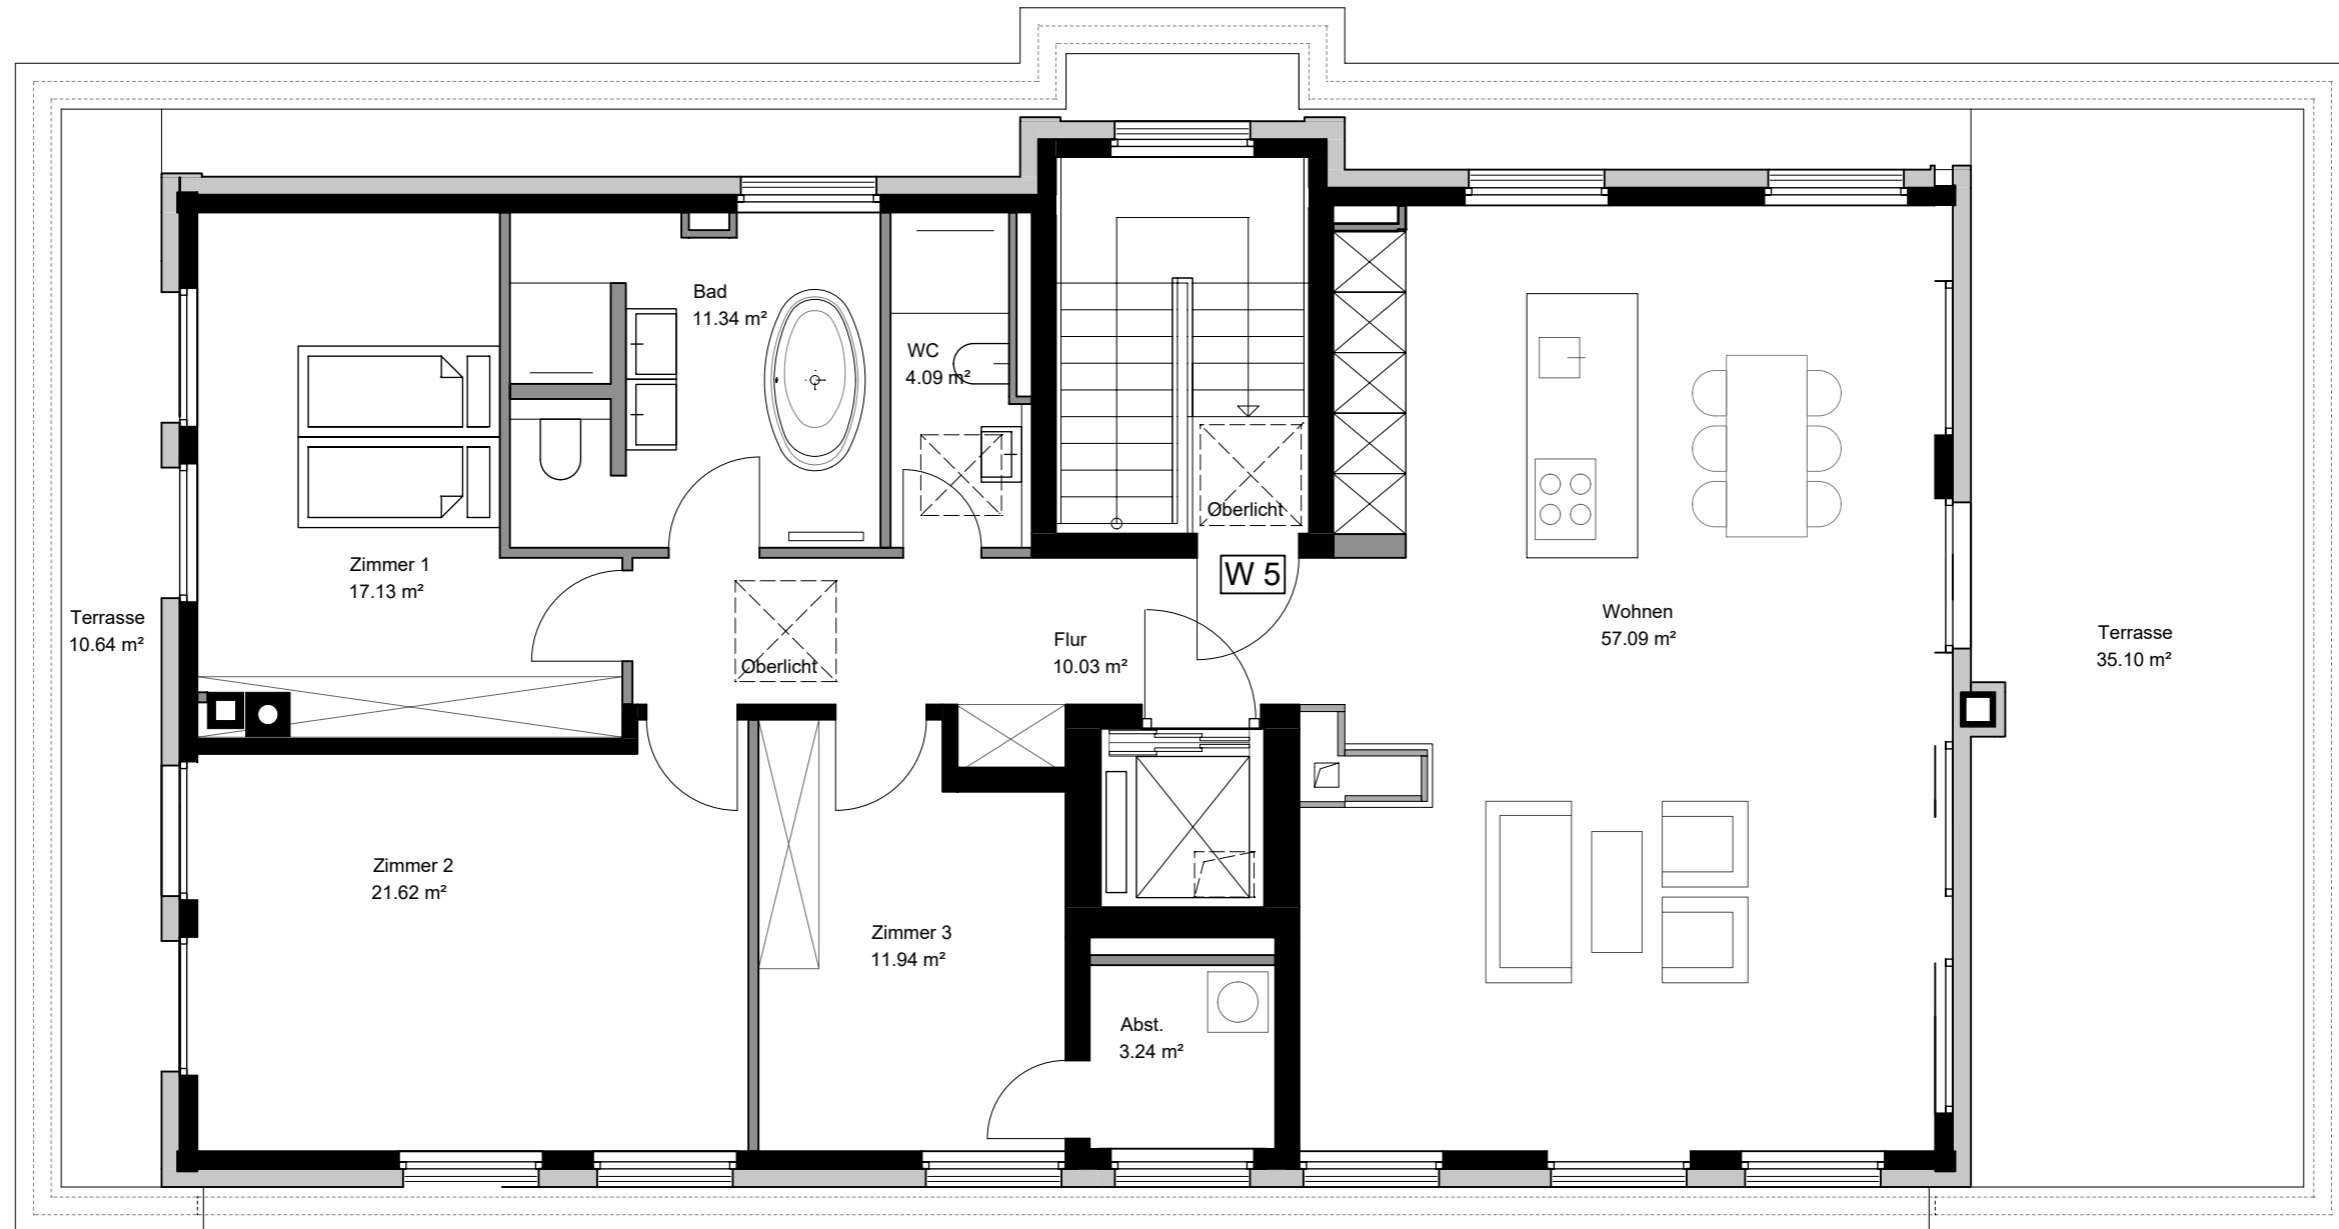 Bad
11.34 m²
WC
4.09 m²
Oberlicht
W 5
Zimmer 1
17.13 m²
Terrasse
10.64 m²
Oberlicht
Flur
10.03 m²
Wohnen
57.09 m²
Terrasse
35.10 m²
Zimmer 2
21.62 m²
Zimmer 3
11.94 m²
Abst.
3.24 m²